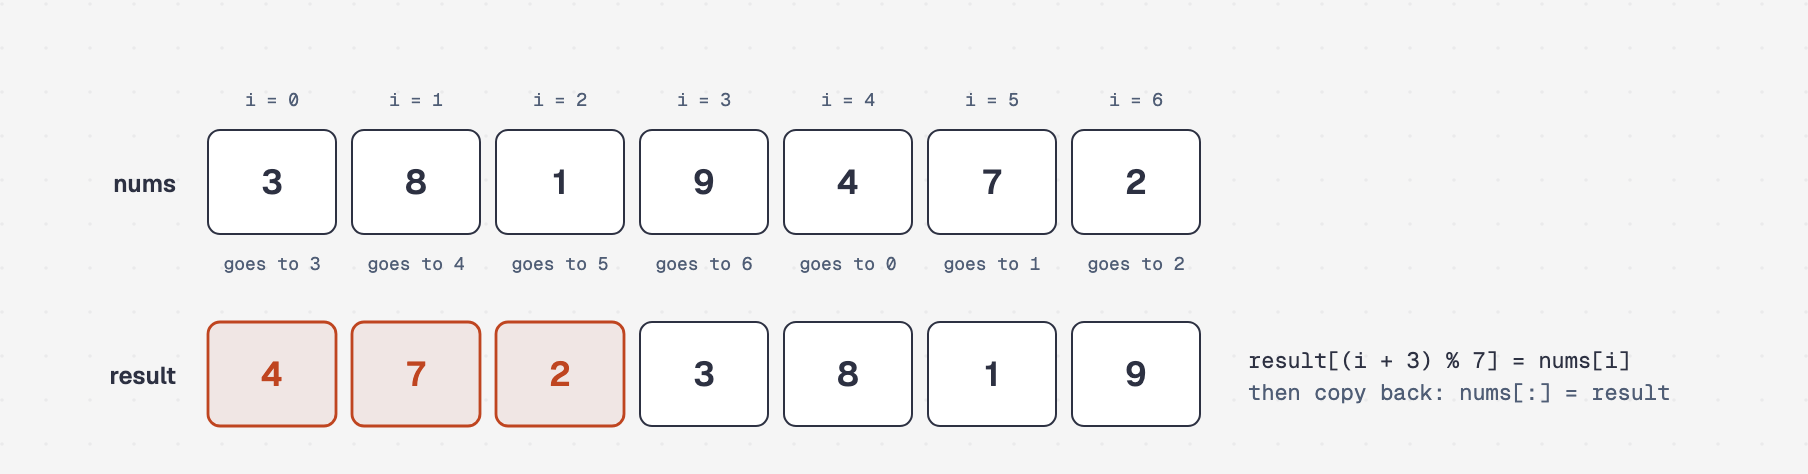 i = 0 i = 1 i = 2 i = 3 i = 4 i = 5 i = 6
nums 3 8 1 9 4 7 2
goes to 3 goes to 4 goes to 5 goes to 6 goes to 0 goes to 1 goes to 2
result 4 7 2 3 8 1 9
result[(i + 3) % 7] = nums[i]
then copy back: nums[:] = result